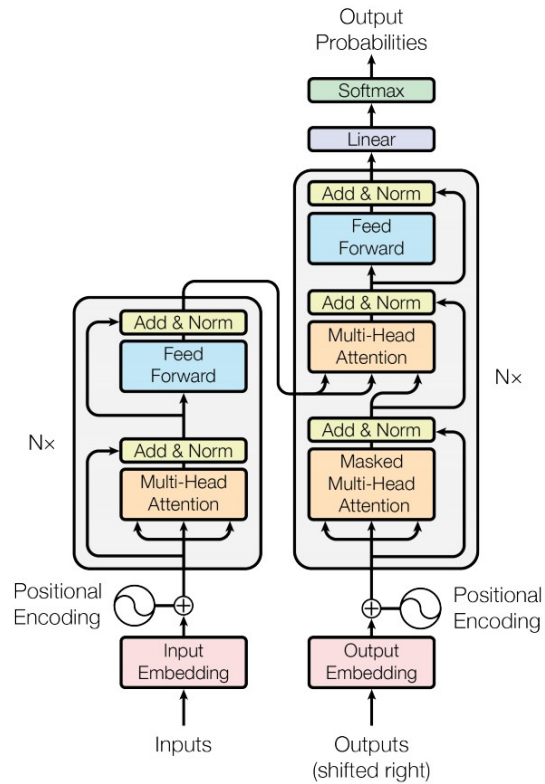 Output
Probabilities
Softmax
Linear
Add & Norm
Feed
Forward
Add & Norm
Multi-Head
Attention
Nx
Add & Norm
Masked
Multi-Head
Attention
Add & Norm
Feed
Forward
Nx
Add & Norm
Multi-Head
Attention
Positional
Encoding
Positional
Encoding
Input
Embedding
Output
Embedding
Inputs
Outputs
(shifted right)